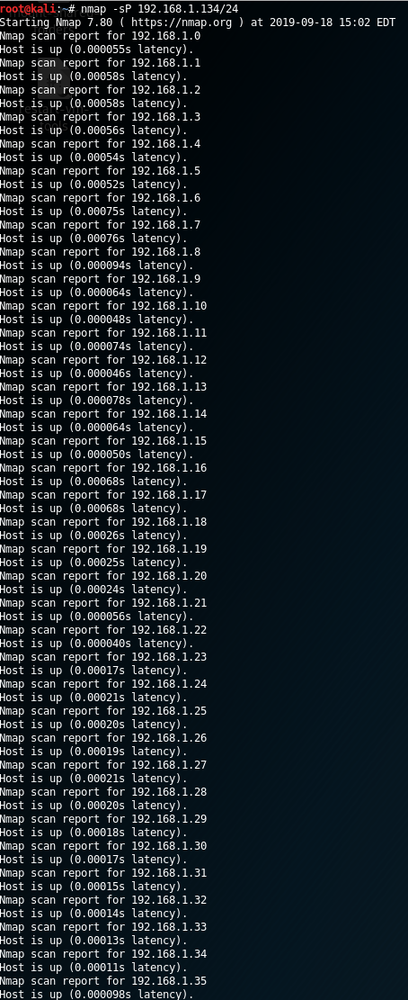 root@kali:~# nmap -sP 192.168.1.134/24
Starting Nmap 7.80 ( https://nmap.org ) at 2019-09-18 15:02 EDT
Nmap scan report for 192.168.1.0
Host is up (0.000055s latency).
Nmap scan report for 192.168.1.1
Host is up (0.00058s latency).
Nmap scan report for 192.168.1.2
Host is up (0.00058s latency).
Nmap scan report for 192.168.1.3
Host is up (0.00056s latency).
Nmap scan report for 192.168.1.4
Host is up (0.00054s latency).
Nmap scan report for 192.168.1.5
Host is up (0.00052s latency).
Nmap scan report for 192.168.1.6
Host is up (0.00075s latency).
Nmap scan report for 192.168.1.7
Host is up (0.00076s latency).
Nmap scan report for 192.168.1.8
Host is up (0.000094s latency).
Nmap scan report for 192.168.1.9
Host is up (0.000064s latency).
Nmap scan report for 192.168.1.10
Host is up (0.000048s latency).
Nmap scan report for 192.168.1.11
Host is up (0.000074s latency).
Nmap scan report for 192.168.1.12
Host is up (0.000046s latency).
Nmap scan report for 192.168.1.13
Host is up (0.000078s latency).
Nmap scan report for 192.168.1.14
Host is up (0.000064s latency).
Nmap scan report for 192.168.1.15
Host is up (0.000050s latency).
Nmap scan report for 192.168.1.16
Host is up (0.00068s latency).
Nmap scan report for 192.168.1.17
Host is up (0.00068s latency).
Nmap scan report for 192.168.1.18
Host is up (0.00026s latency).
Nmap scan report for 192.168.1.19
Host is up (0.00025s latency).
Nmap scan report for 192.168.1.20
Host is up (0.00024s latency).
Nmap scan report for 192.168.1.21
Host is up (0.000056s latency).
Nmap scan report for 192.168.1.22
Host is up (0.000040s latency).
Nmap scan report for 192.168.1.23
Host is up (0.00017s latency).
Nmap scan report for 192.168.1.24
Host is up (0.00021s latency).
Nmap scan report for 192.168.1.25
Host is up (0.00020s latency).
Nmap scan report for 192.168.1.26
Host is up (0.00019s latency).
Nmap scan report for 192.168.1.27
Host is up (0.00021s latency).
Nmap scan report for 192.168.1.28
Host is up (0.00020s latency).
Nmap scan report for 192.168.1.29
Host is up (0.00018s latency).
Nmap scan report for 192.168.1.30
Host is up (0.00017s latency).
Nmap scan report for 192.168.1.31
Host is up (0.00015s latency).
Nmap scan report for 192.168.1.32
Host is up (0.00014s latency).
Nmap scan report for 192.168.1.33
Host is up (0.00013s latency).
Nmap scan report for 192.168.1.34
Host is up (0.00011s latency).
Nmap scan report for 192.168.1.35
Host is up (0.000098s latency).